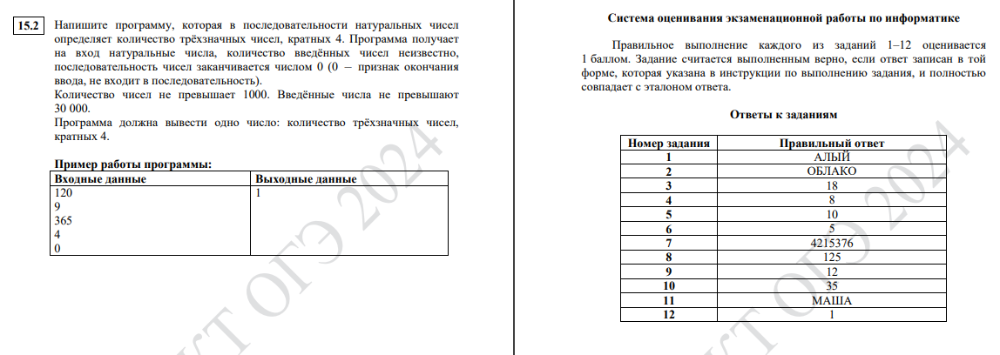 15.2
Напишите программу, которая в последовательности натуральных чисел
определяет количество трёхзначных чисел, кратных 4. Программа получает
на вход натуральные числа, количество введённых чисел неизвестно,
последовательность чисел заканчивается числом 0 (0 – признак окончания
ввода, не входит в последовательность).
Количество чисел не превышает 1000. Введённые числа не превышают
30 000.
Программа должна вывести одно число: количество трёхзначных чисел,
кратных 4.
Пример работы программы:
Входные данные Выходные данные
120 1
9
365
4
0
КТ ОГЭ 2024
Система оценивания экзаменационной работы по информатике
Правильное выполнение каждого из заданий 1–12 оценивается
1 баллом. Задание считается выполненным верно, если ответ записан в той
форме, которая указана в инструкции по выполнению задания, и полностью
совпадает с эталоном ответа.
Ответы к заданиям
Номер задания Правильный ответ
1 АЛЫЙ
2 ОБЛАКО
3 18
4 8
5 10
6 5
7 4215376
8 125
9 12
10 35
11 МАША
12 1
КТ ОГЭ 2024